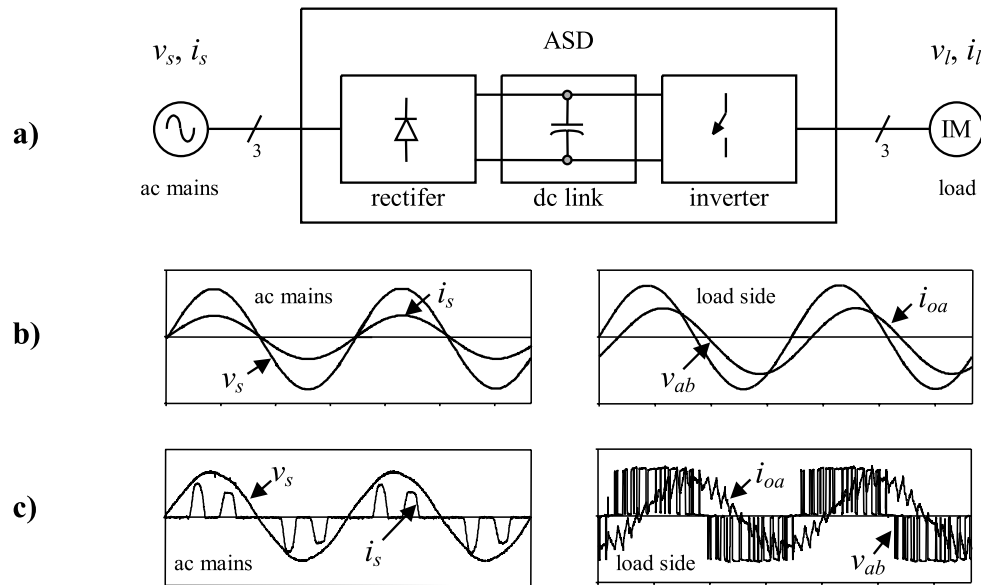 ASD
v_s, i_s
v_l, i_l
a)
3
3
IM
ac mains
rectifer
dc link
inverter
load
ac mains
i_s
load side
i_oa
b)
v_s
v_ab
v_s
i_oa
c)
ac mains
i_s
load side
v_ab